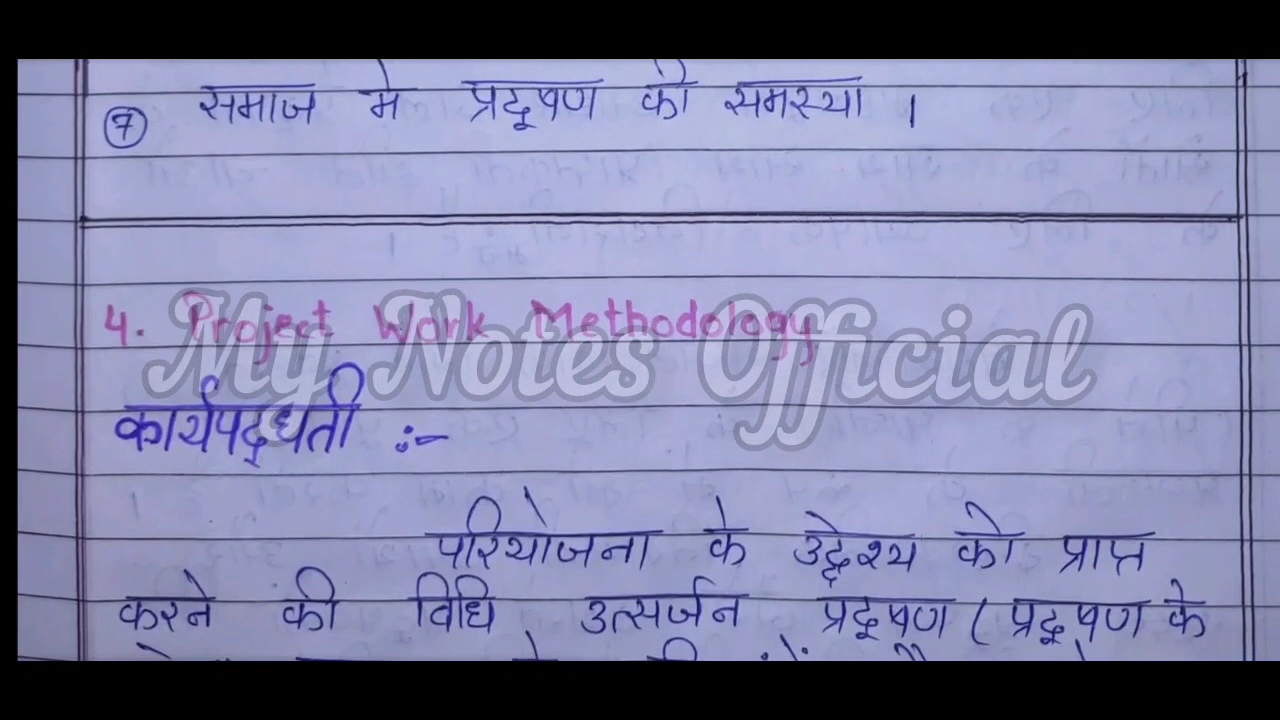 ⑦ समाज मे प्रदूषण की समस्या ।
4. Project Work Methodology
My Notes Official
कार्यपद्धती :-
परियोजना के उद्देश्य को प्राप्त
करने की विधि उत्सर्जन प्रदूषण ( प्रदूषण के